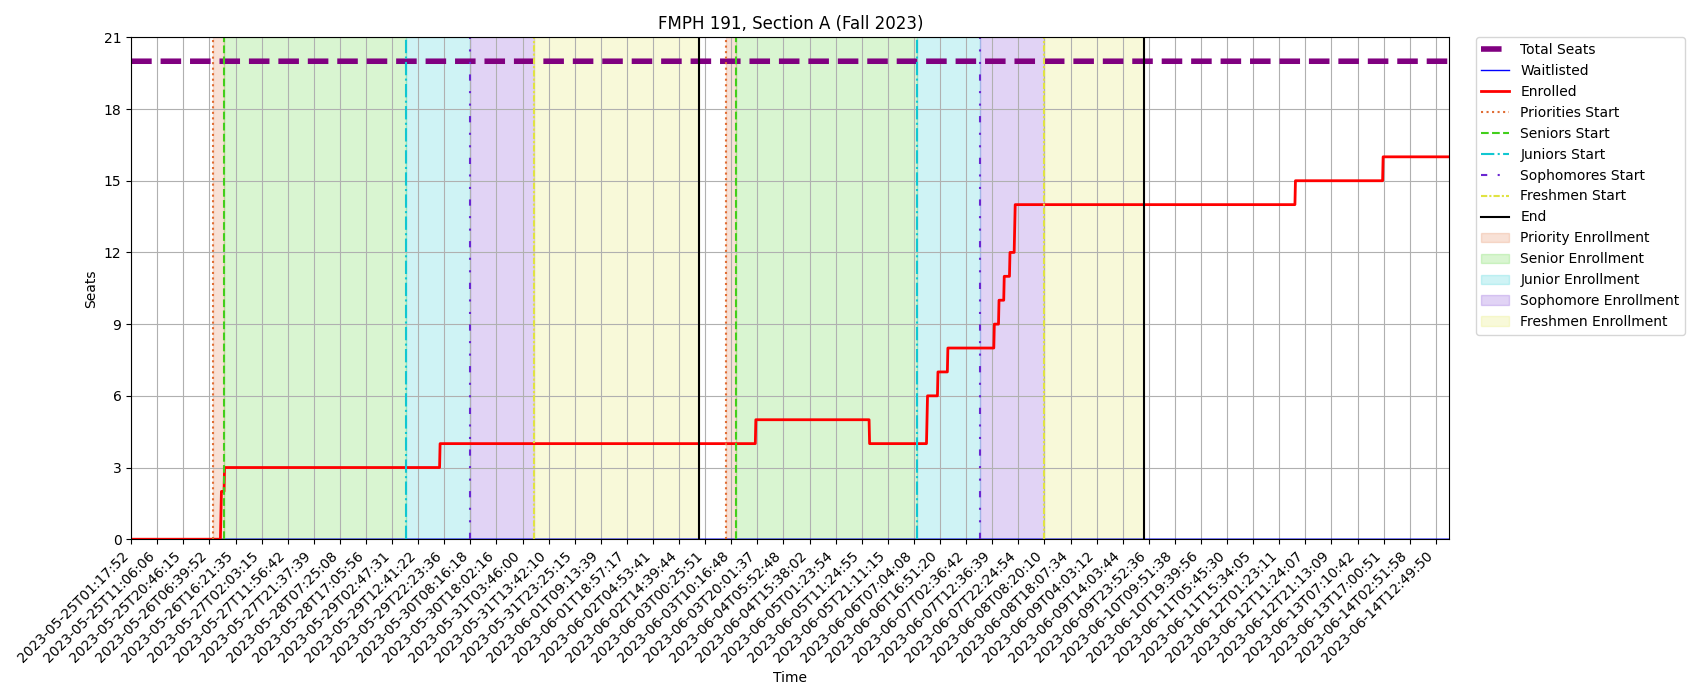 FMPH 191, Section A (Fall 2023)
21
18
15
12
9
6
3
0
Seats
2023-05-25T01:17:52
2023-05-25T11:06:06
2023-05-25T20:46:15
2023-05-26T06:39:52
2023-05-26T16:21:35
2023-05-27T02:03:15
2023-05-27T11:56:42
2023-05-27T21:37:39
2023-05-28T07:25:08
2023-05-28T17:05:56
2023-05-29T02:47:31
2023-05-29T12:41:22
2023-05-29T22:23:36
2023-05-30T08:16:18
2023-05-30T18:02:16
2023-05-31T03:46:00
2023-05-31T13:42:10
2023-05-31T23:25:15
2023-06-01T09:13:39
2023-06-01T18:57:17
2023-06-02T04:53:41
2023-06-02T14:39:44
2023-06-03T00:25:51
2023-06-03T10:16:48
2023-06-03T20:01:37
2023-06-04T05:52:48
2023-06-04T15:38:02
2023-06-05T01:23:54
2023-06-05T11:24:55
2023-06-05T21:11:15
2023-06-06T07:04:08
2023-06-06T16:51:20
2023-06-07T02:36:42
2023-06-07T12:36:39
2023-06-07T22:24:54
2023-06-08T08:20:10
2023-06-08T18:07:34
2023-06-09T04:03:12
2023-06-09T14:03:44
2023-06-09T23:52:36
2023-06-10T09:51:38
2023-06-10T19:39:56
2023-06-11T05:45:30
2023-06-11T15:34:05
2023-06-12T01:23:11
2023-06-12T11:24:07
2023-06-12T21:13:09
2023-06-13T07:10:42
2023-06-13T17:00:51
2023-06-14T02:51:58
2023-06-14T12:49:50
Time
Total Seats
Waitlisted
Enrolled
Priorities Start
Seniors Start
Juniors Start
Sophomores Start
Freshmen Start
End
Priority Enrollment
Senior Enrollment
Junior Enrollment
Sophomore Enrollment
Freshmen Enrollment